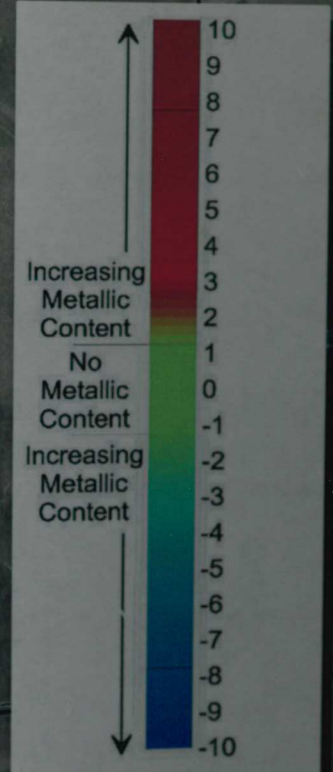 10
9
8
7
6
5
4
3
2
1
0
-1
-2
-3
-4
-5
-6
-7
-8
-9
-10
Increasing
Metallic
Content
No
Metallic
Content
Increasing
Metallic
Content